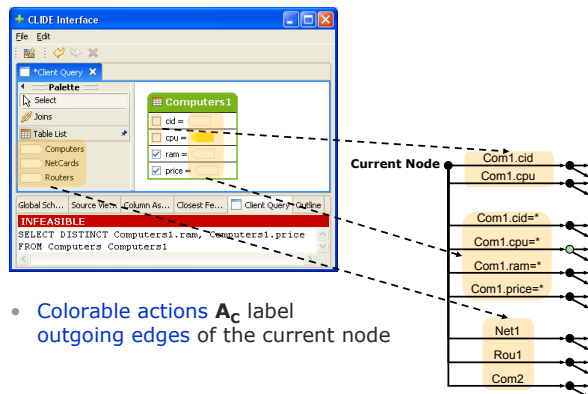 CLIDE Interface
File Edit
*Client Query
Palette
Select
Joins
Table List
Computers
NetCards
Routers
Computers1
cid =
cpu =
ram =
price =
Global Sch... Source Vie... Column As... Closest Fe... Client Query Outline
INFEASIBLE
SELECT DISTINCT Computers1.ram, Computers1.price
FROM Computers Computers1
Current Node
Com1.cid
Com1.cpu
Com1.cid=*
Com1.cpu=*
Com1.ram=*
Com1.price=*
Net1
Rou1
Com2
• Colorable actions AC label
outgoing edges of the current node